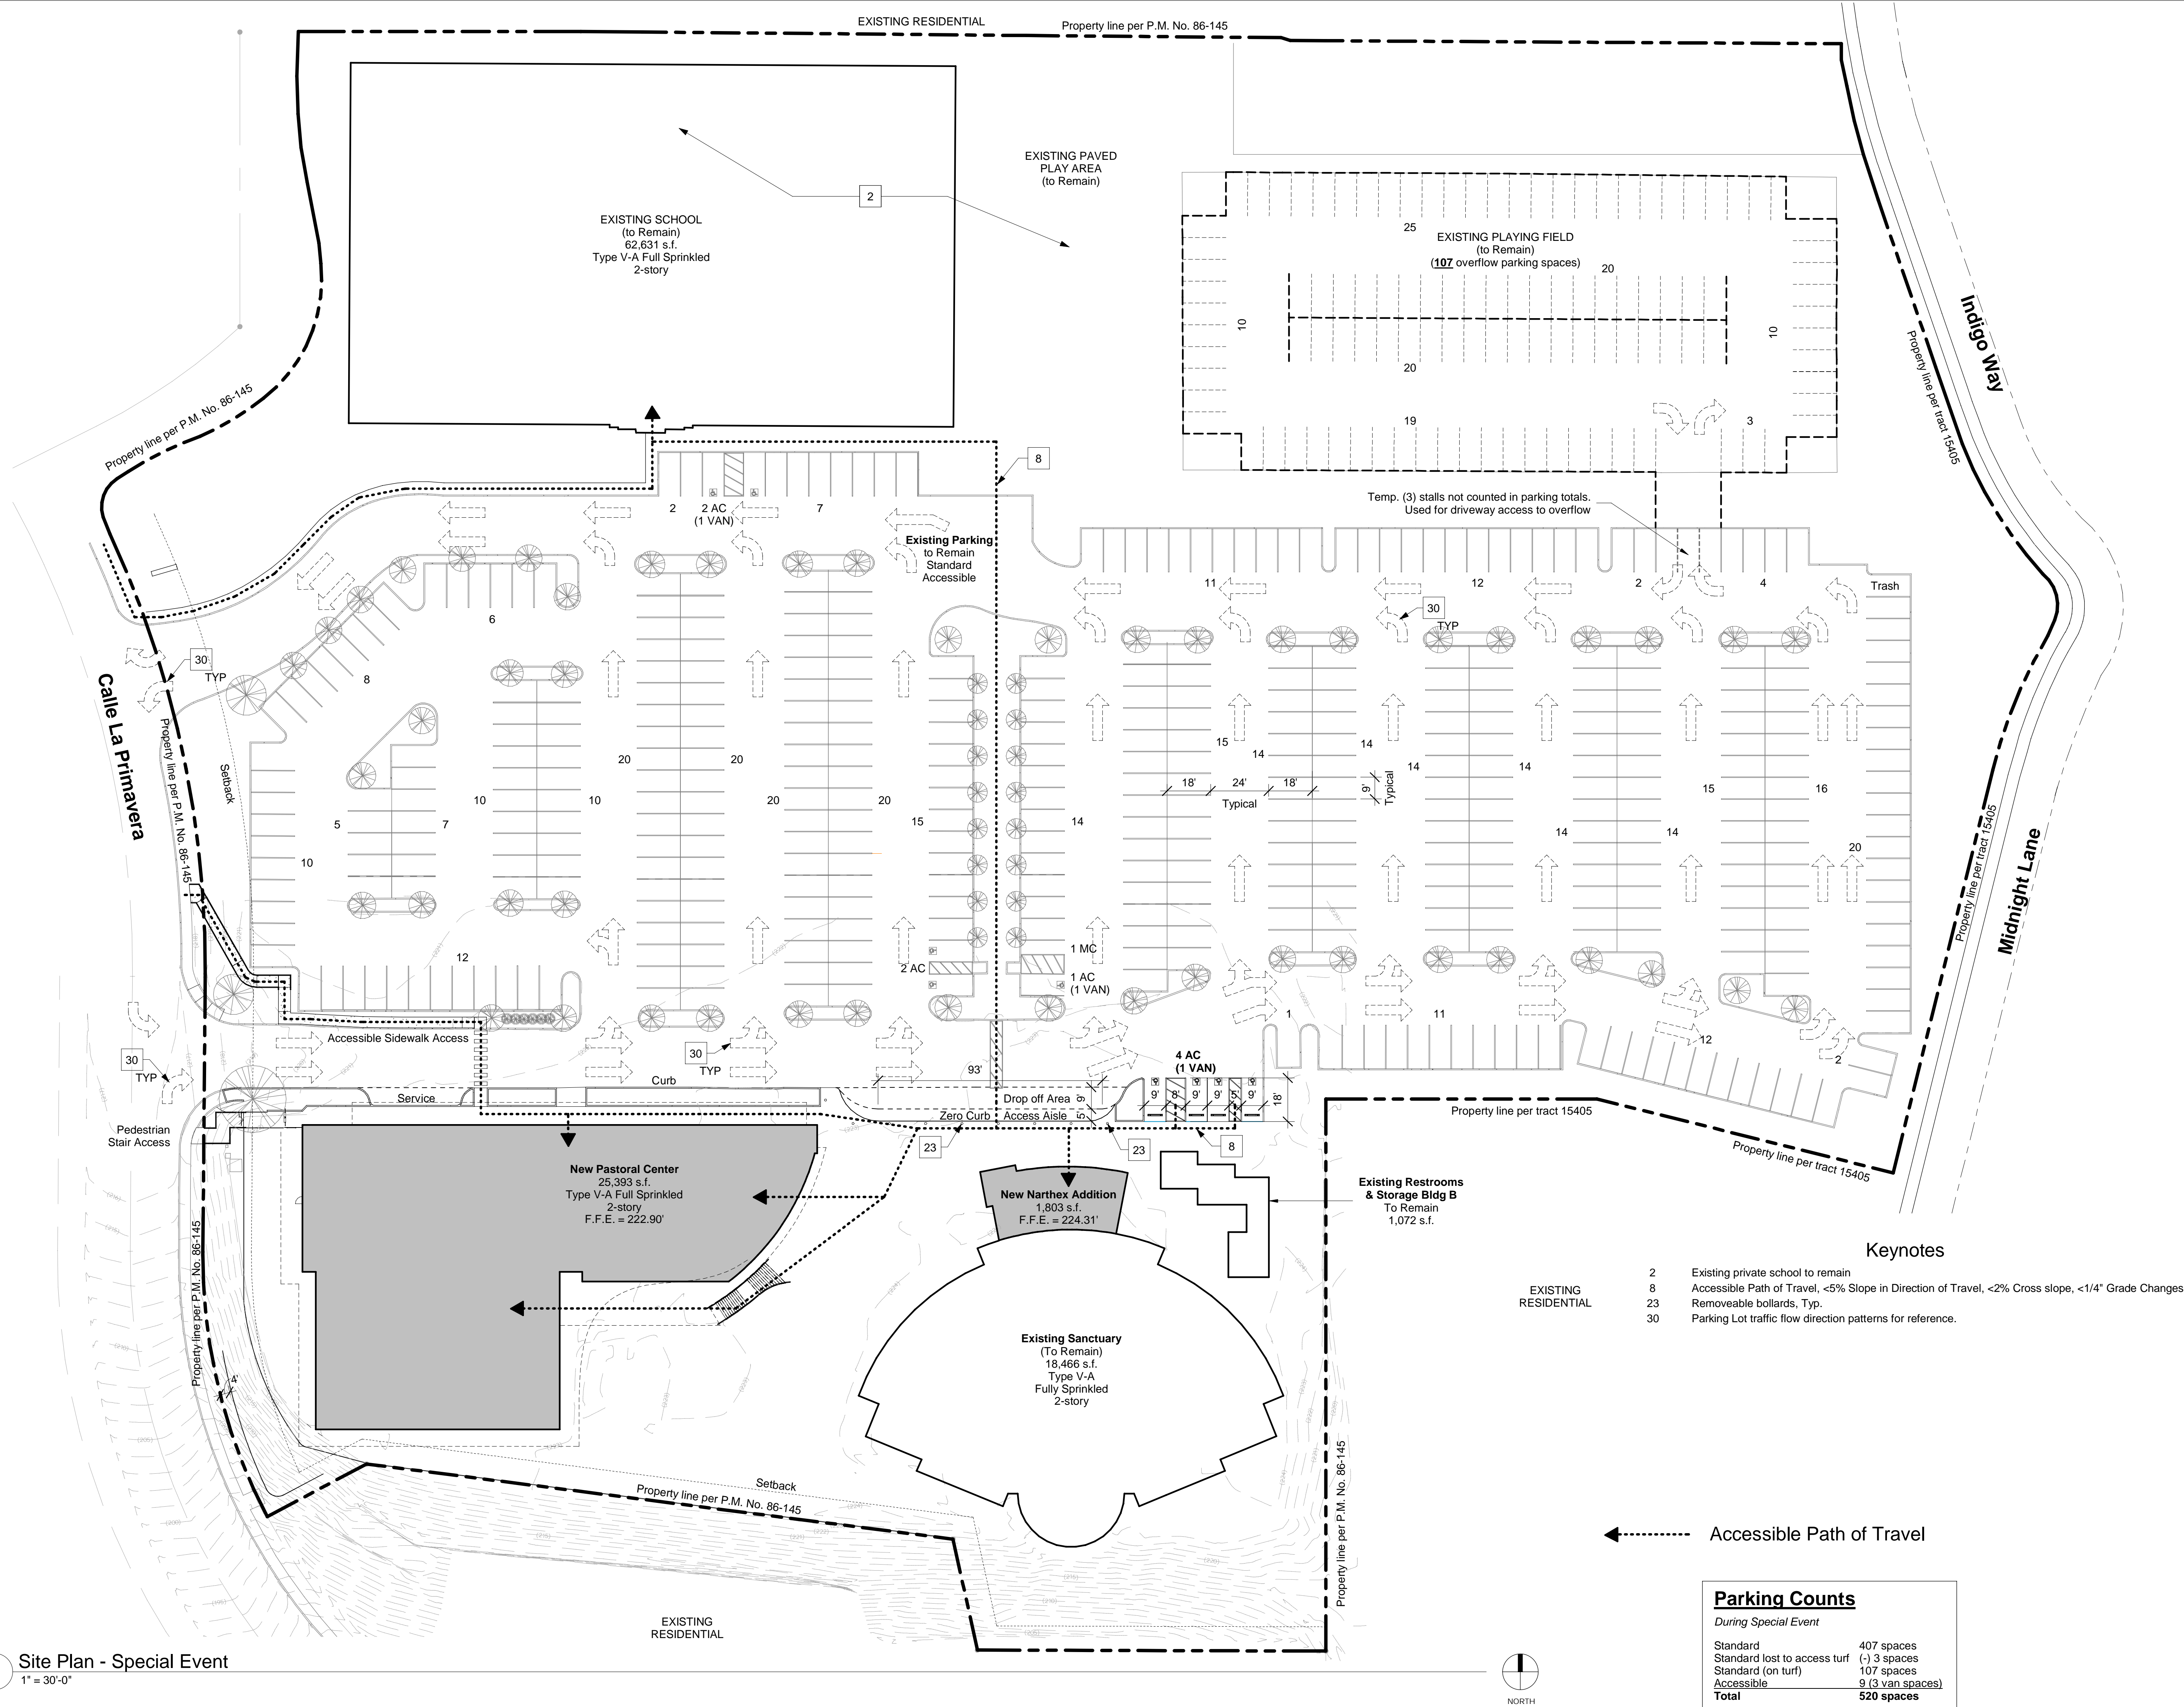 EXISTING RESIDENTIAL
Property line per P.M. No. 86-145
EXISTING PAVED
PLAY AREA
(to Remain)
2
EXISTING SCHOOL
(to Remain)
62,631 s.f.
Type V-A Full Sprinkled
2-story
25
EXISTING PLAYING FIELD
(to Remain)
(107 overflow parking spaces)
20
10
10
20
19
3
Indigo Way
Property line per tract 15405
Property line per P.M. No. 86-145
8
Temp. (3) stalls not counted in parking totals.
Used for driveway access to overflow
2
2 AC
(1 VAN)
7
Existing Parking
to Remain
Standard
Accessible
11
12
2
4
Trash
30
TYP
6
8
30
TYP
Calle La Primavera
Property line per P.M. No. 86-145
Setback
20
20
10
10
20
20
5
7
10
15
14
15
14
14
14
14
18'
24'
18'
Typical
9'
Typical
15
16
14
14
20
Property line per tract 15405
Midnight Lane
12
2 AC
1 MC
1 AC
(1 VAN)
1
11
12
2
Accessible Sidewalk Access
30
TYP
30
TYP
93'
4 AC
(1 VAN)
Curb
Service
Drop off Area
9'
Zero Curb
Access Aisle
5'
9'
8'
9'
9'
5'
9'
18'
Property line per tract 15405
Property line per tract 15405
Pedestrian
Stair Access
23
23
8
New Pastoral Center
25,393 s.f.
Type V-A Full Sprinkled
2-story
F.F.E. = 222.90'
New Narthex Addition
1,803 s.f.
F.F.E. = 224.31'
Existing Restrooms
& Storage Bldg B
To Remain
1,072 s.f.
Property line per P.M. No. 86-145
4'
Existing Sanctuary
(To Remain)
18,466 s.f.
Type V-A
Fully Sprinkled
2-story
EXISTING
RESIDENTIAL
Keynotes
2 Existing private school to remain
8 Accessible Path of Travel, <5% Slope in Direction of Travel, <2% Cross slope, <1/4" Grade Changes
23 Removeable bollards, Typ.
30 Parking Lot traffic flow direction patterns for reference.
Setback
Property line per P.M. No. 86-145
Property line per P.M. No. 86-145
Accessible Path of Travel
EXISTING
RESIDENTIAL
Parking Counts
During Special Event
Standard 407 spaces
Standard lost to access turf (-) 3 spaces
Standard (on turf) 107 spaces
Accessible 9 (3 van spaces)
Total 520 spaces
Site Plan - Special Event
1" = 30'-0"
NORTH